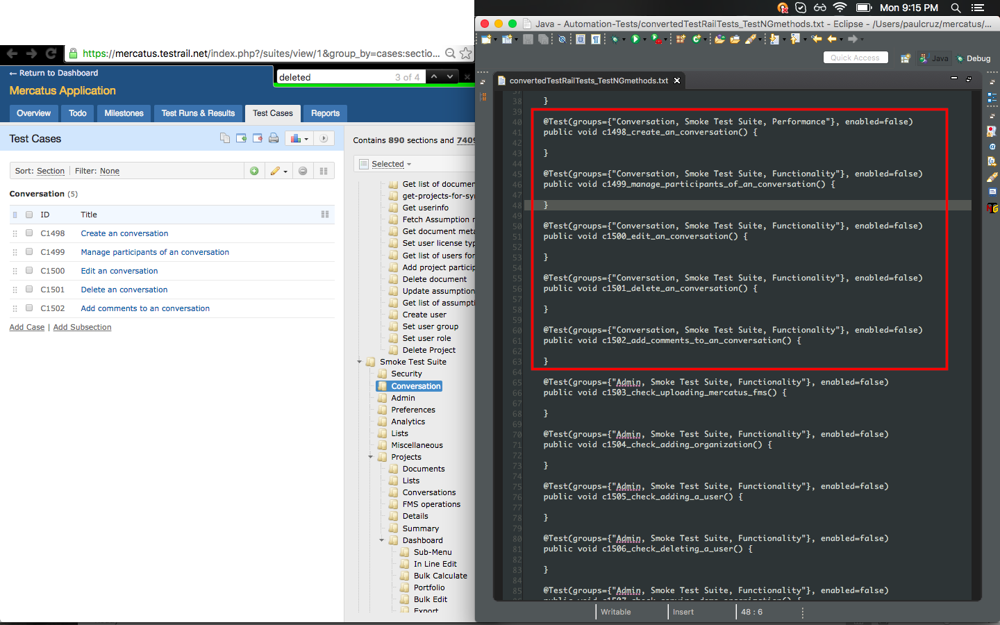 Mon 9:15 PM
https://mercatus.testrail.net/index.php?/suites/view/1&group_by=cases:sectio...
← Return to Dashboard
deleted
3 of 4
Mercatus Application
Overview
Todo
Milestones
Test Runs & Results
Test Cases
Reports
Test Cases
Contains 890 sections and 7409
Sort: Section
Filter: None
Selected
Conversation (5)
ID
Title
C1498
Create an conversation
C1499
Manage participants of an conversation
C1500
Edit an conversation
C1501
Delete an conversation
C1502
Add comments to an conversation
Add Case | Add Subsection
Get list of documen
get-projects-for-syn
Get userinfo
Fetch Assumption
Get document meta
Set user license typ
Get list of users for
Add project particip
Delete document
Update assumption
Get list of assumpti
Create user
Set user group
Set user role
Delete Project
Smoke Test Suite
Security
Conversation
Admin
Preferences
Analytics
Lists
Miscellaneous
Projects
Documents
Lists
Conversations
FMS operations
Details
Summary
Dashboard
Sub-Menu
In Line Edit
Bulk Calculate
Portfolio
Bulk Edit
Export
Java - Automation-Tests/convertedTestRailTests_TestNGmethods.txt - Eclipse - /Users/paulcruz/mercatus/...
Quick Access
Java
Debug
convertedTestRailTests_TestNGmethods.txt
37
38 }
39
40 @Test(groups={"Conversation, Smoke Test Suite, Performance"}, enabled=false)
41 public void c1498_create_an_conversation() {
42
43 }
44
45 @Test(groups={"Conversation, Smoke Test Suite, Functionality"}, enabled=false)
46 public void c1499_manage_participants_of_an_conversation() {
47
48 }
49
50 @Test(groups={"Conversation, Smoke Test Suite, Functionality"}, enabled=false)
51 public void c1500_edit_an_conversation() {
52
53 }
54
55 @Test(groups={"Conversation, Smoke Test Suite, Functionality"}, enabled=false)
56 public void c1501_delete_an_conversation() {
57
58 }
59
60 @Test(groups={"Conversation, Smoke Test Suite, Functionality"}, enabled=false)
61 public void c1502_add_comments_to_an_conversation() {
62
63 }
64
65 @Test(groups={"Admin, Smoke Test Suite, Functionality"}, enabled=false)
66 public void c1503_check_uploading_mercatus_fms() {
67
68 }
69
70 @Test(groups={"Admin, Smoke Test Suite, Functionality"}, enabled=false)
71 public void c1504_check_adding_organization() {
72
73 }
74
75 @Test(groups={"Admin, Smoke Test Suite, Functionality"}, enabled=false)
76 public void c1505_check_adding_a_user() {
77
78 }
79
80 @Test(groups={"Admin, Smoke Test Suite, Functionality"}, enabled=false)
81 public void c1506_check_deleting_a_user() {
82
83 }
84
85 @Test(groups={"Admin, Smoke Test Suite, Functionality"}, enabled=false)
Writable
Insert
48 : 6